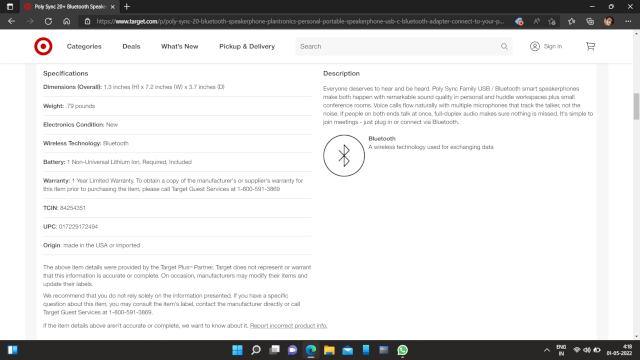 Poly Sync 20+ Bluetooth Speake
https://www.target.com/p/poly-sync-20-bluetooth-speakerphone-plantronics-personal-portable-speakerphone-usb-c-bluetooth-adapter-connect-to-your-p...
Categories Deals What's New Pickup & Delivery Search Sign in
Specifications
Dimensions (Overall): 1.3 inches (H) x 7.2 inches (W) x 3.7 inches (D)
Weight: .79 pounds
Electronics Condition: New
Wireless Technology: Bluetooth
Battery: 1 Non-Universal Lithium Ion, Required, Included
Warranty: 1 Year Limited Warranty. To obtain a copy of the manufacturer's or supplier's warranty for
this item prior to purchasing the item, please call Target Guest Services at 1-800-591-3869
TCIN: 84254351
UPC: 017229172494
Origin: made in the USA or imported
The above item details were provided by the Target Plus™ Partner. Target does not represent or warrant
that this information is accurate or complete. On occasion, manufacturers may modify their items and
update their labels.
We recommend that you do not rely solely on the information presented. If you have a specific
question about this item, you may consult the item's label, contact the manufacturer directly or call
Target Guest Services at 1-800-591-3869.
If the item details above aren't accurate or complete, we want to know about it. Report incorrect product info.
Description
Everyone deserves to hear and be heard. Poly Sync Family USB / Bluetooth smart speakerphones
make both happen with remarkable sound quality in personal and huddle workspaces plus small
conference rooms. Voice calls flow naturally with multiple microphones that track the talker, not the
noise. If people on both ends talk at once, full-duplex audio makes sure nothing is missed. It's simple to
join meetings - just plug in or connect via Bluetooth.
Bluetooth
A wireless technology used for exchanging data
ENG
IN
4:18
01-05-2022